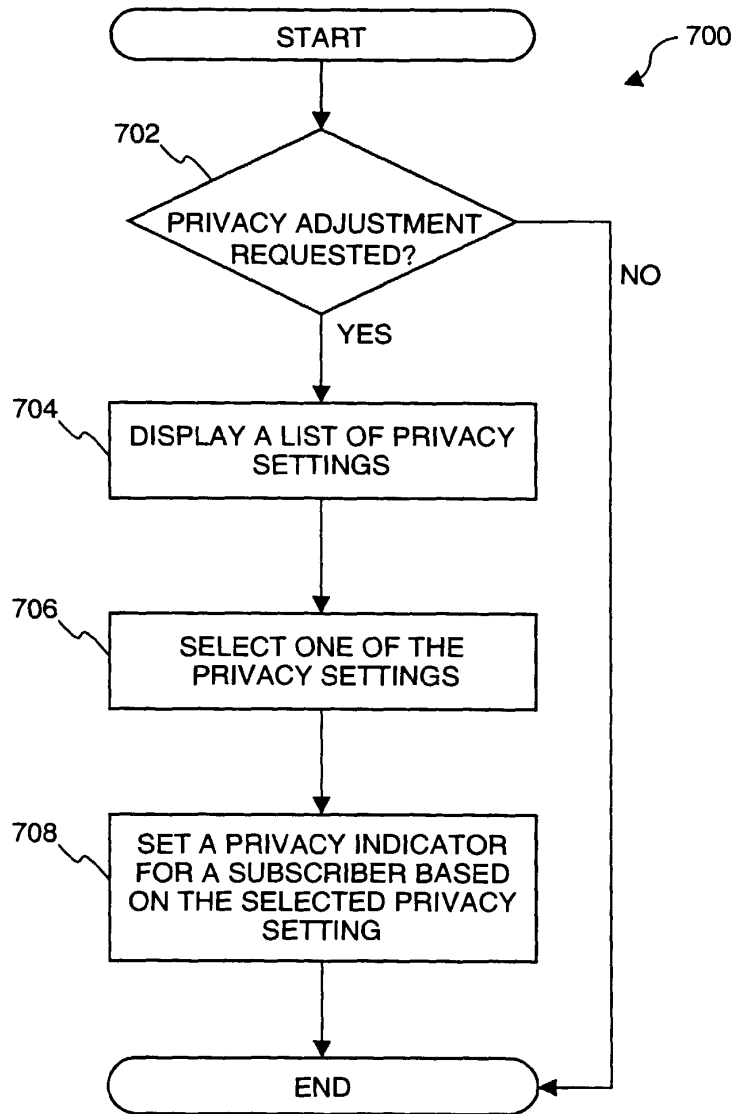 START
700
702
PRIVACY ADJUSTMENT
REQUESTED?
NO
YES
704
DISPLAY A LIST OF PRIVACY
SETTINGS
706
SELECT ONE OF THE
PRIVACY SETTINGS
708
SET A PRIVACY INDICATOR
FOR A SUBSCRIBER BASED
ON THE SELECTED PRIVACY
SETTING
END